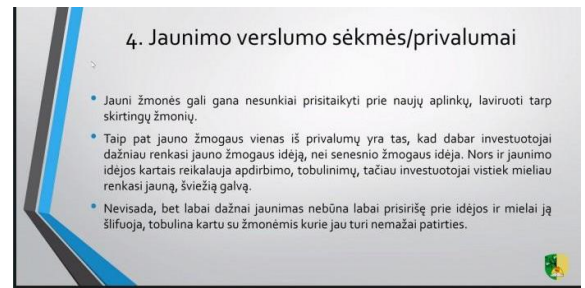 4. Jaunimo verslumo sėkmės/privalumai
• Jauni žmonės gali gana nesunkiai prisitaikyti prie naujų aplinkų, laviruoti tarp
skirtingų žmonių.
• Taip pat jauno žmogaus vienas iš privalumų yra tas, kad dabar investuotojai
dažniau renkasi jauno žmogaus idėją, nei senesnio žmogaus idėja. Nors ir jaunimo
idėjos kartais reikalauja apdirbimo, tobulinimų, tačiau investuotojai vistiek mieliau
renkasi jauną, šviežią galvą.
• Nevisada, bet labai dažnai jaunimas nebūna labai prisirišę prie idėjos ir mielai ją
šlifuoja, tobulina kartu su žmonėmis kurie jau turi nemažai patirties.